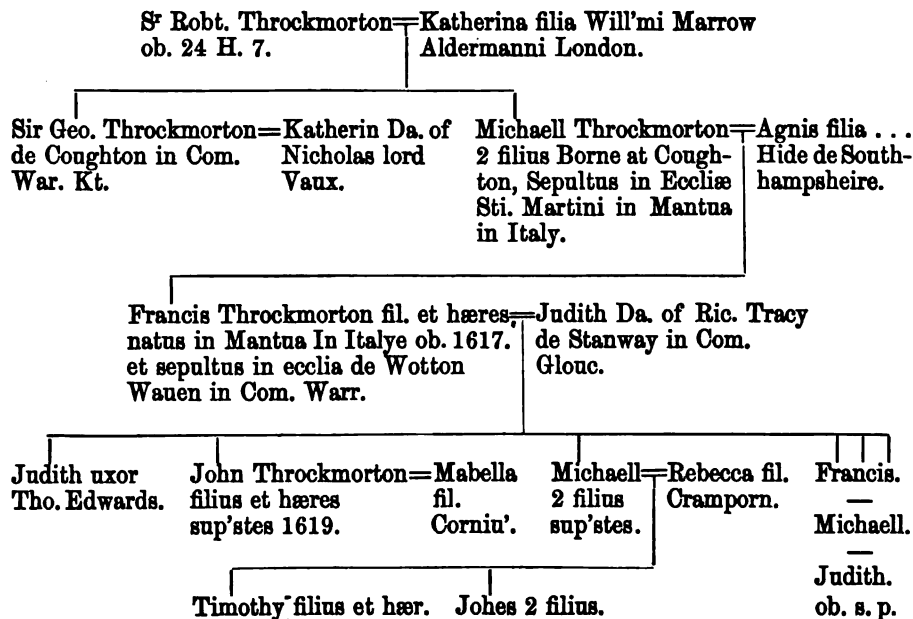 Sr Robt. Throckmorton=Katherina filia Will'mi Marrow
ob. 24 H. 7. Aldermanni London.
Sir Geo. Throckmorton=Katherin Da. of
de Coughton in Com. Nicholas lord
War. Kt. Vaux.
Michaell Throckmorton=Agnis filia . . .
2 filius Borne at Cough- Hide de South-
ton, Sepultus in Eccliæ hampsheire.
Sti. Martini in Mantua
in Italy.
Francis Throckmorton fil. et hæres,=Judith Da. of Ric. Tracy
natus in Mantua In Italye ob. 1617. de Stanway in Com.
et sepultus in ecclia de Wotton Glouc.
Wauen in Com. Warr.
Judith uxor
Tho. Edwards.
John Throckmorton=Mabella
filius et hæres fil.
sup'stes 1619. Corniu'.
Michaell=Rebecca fil.
2 filius Cramporn.
sup'stes.
Francis.
—
Michaell.
—
Judith.
ob. s. p.
Timothy filius et hær. Johes 2 filius.